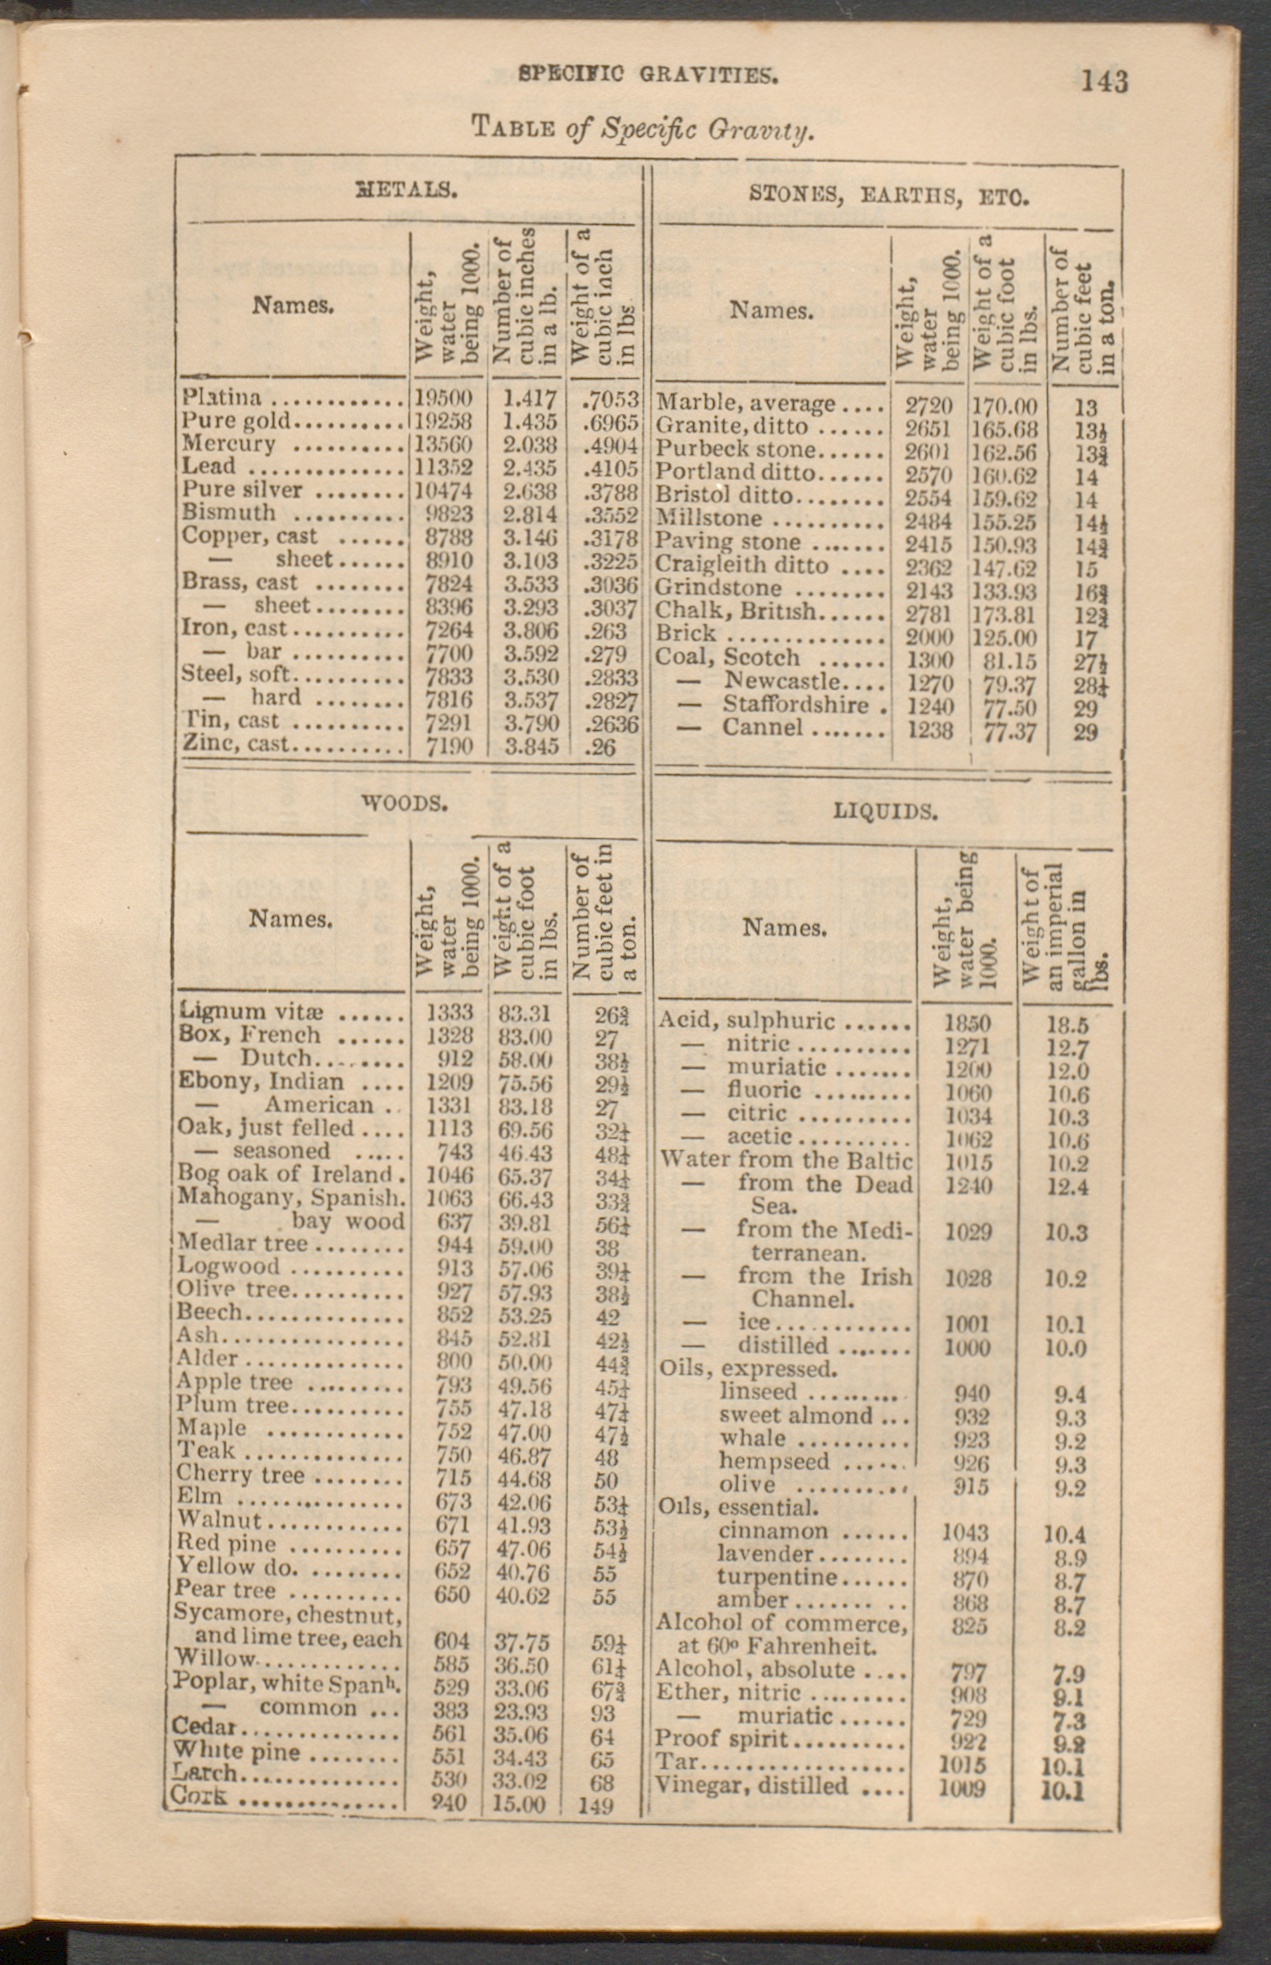 SPECIFIC GRAVITIES.
143
TABLE of Specific Gravity.
METALS.
Names.
Weight, water being 1000.
Number of cubic inches in a lb.
Weight of a cubic inch in lbs.
Platina ............ 19500 1.417 .7053
Pure gold.......... 19258 1.435 .6965
Mercury .......... 13560 2.038 .4904
Lead .............. 11352 2.435 .4105
Pure silver ........ 10474 2.638 .3788
Bismuth .......... 9823 2.814 .3552
Copper, cast ...... 8788 3.146 .3178
— sheet...... 8910 3.103 .3225
Brass, cast ........ 7824 3.533 .3036
— sheet........ 8396 3.293 .3037
Iron, cast.......... 7264 3.806 .263
— bar .......... 7700 3.592 .279
Steel, soft.......... 7833 3.530 .2833
— hard ........ 7816 3.537 .2827
Tin, cast .......... 7291 3.790 .2636
Zinc, cast.......... 7190 3.845 .26
STONES, EARTHS, ETC.
Names.
Weight, water being 1000.
Weight of a cubic foot in lbs.
Number of cubic feet in a ton.
Marble, average .... 2720 170.00 13
Granite, ditto ...... 2651 165.68 13½
Purbeck stone...... 2601 162.56 13¾
Portland ditto...... 2570 160.62 14
Bristol ditto........ 2554 159.62 14
Millstone .......... 2484 155.25 14½
Paving stone ....... 2415 150.93 14¾
Craigleith ditto .... 2362 147.62 15
Grindstone ........ 2143 133.93 16¾
Chalk, British...... 2781 173.81 12¾
Brick .............. 2000 125.00 17
Coal, Scotch ...... 1300 81.15 27½
— Newcastle.... 1270 79.37 28¼
— Staffordshire . 1240 77.50 29
— Cannel ....... 1238 77.37 29
WOODS.
Names.
Weight, water being 1000.
Weight of a cubic foot in lbs.
Number of cubic feet in a ton.
Lignum vitæ ...... 1333 83.31 26¾
Box, French ...... 1328 83.00 27
— Dutch........ 912 58.00 38½
Ebony, Indian .... 1209 75.56 29½
— American .. 1331 83.18 27
Oak, just felled .... 1113 69.56 32¼
— seasoned ..... 743 46.43 48¼
Bog oak of Ireland . 1046 65.37 34¼
Mahogany, Spanish. 1063 66.43 33¾
— bay wood 637 39.81 56¼
Medlar tree ........ 944 59.00 38
Logwood .......... 913 57.06 39¼
Olive tree.......... 927 57.93 38½
Beech.............. 852 53.25 42
Ash................ 845 52.81 42½
Alder .............. 800 50.00 44¾
Apple tree ......... 793 49.56 45¼
Plum tree.......... 755 47.18 47¼
Maple ............ 752 47.00 47½
Teak .............. 750 46.87 48
Cherry tree ........ 715 44.68 50
Elm ............... 673 42.06 53¼
Walnut............ 671 41.93 53½
Red pine .......... 657 47.06 54½
Yellow do. ........ 652 40.76 55
Pear tree .......... 650 40.62 55
Sycamore, chestnut,
and lime tree, each 604 37.75 59¼
Willow............ 585 36.50 61¼
Poplar, white Spanh. 529 33.06 67¾
— common ... 383 23.93 93
Cedar.............. 561 35.06 64
White pine ........ 551 34.43 65
Larch.............. 530 33.02 68
Cork .............. 240 15.00 149
LIQUIDS.
Names.
Weight, water being 1000.
Weight of an imperial gallon in lbs.
Acid, sulphuric ...... 1850 18.5
— nitric .......... 1271 12.7
— muriatic ....... 1200 12.0
— fluoric ......... 1060 10.6
— citric .......... 1034 10.3
— acetic.......... 1062 10.6
Water from the Baltic 1015 10.2
— from the Dead 1240 12.4
Sea.
— from the Medi- 1029 10.3
terranean.
— from the Irish 1028 10.2
Channel.
— ice............ 1001 10.1
— distilled ....... 1000 10.0
Oils, expressed.
linseed .......... 940 9.4
sweet almond ... 932 9.3
whale .......... 923 9.2
hempseed ...... 926 9.3
olive .......... 915 9.2
Oils, essential.
cinnamon ...... 1043 10.4
lavender........ 894 8.9
turpentine...... 870 8.7
amber ....... .. 868 8.7
Alcohol of commerce, 825 8.2
at 60º Fahrenheit.
Alcohol, absolute .... 797 7.9
Ether, nitric ......... 908 9.1
— muriatic ...... 729 7.3
Proof spirit.......... 922 9.2
Tar.................. 1015 10.1
Vinegar, distilled .... 1009 10.1